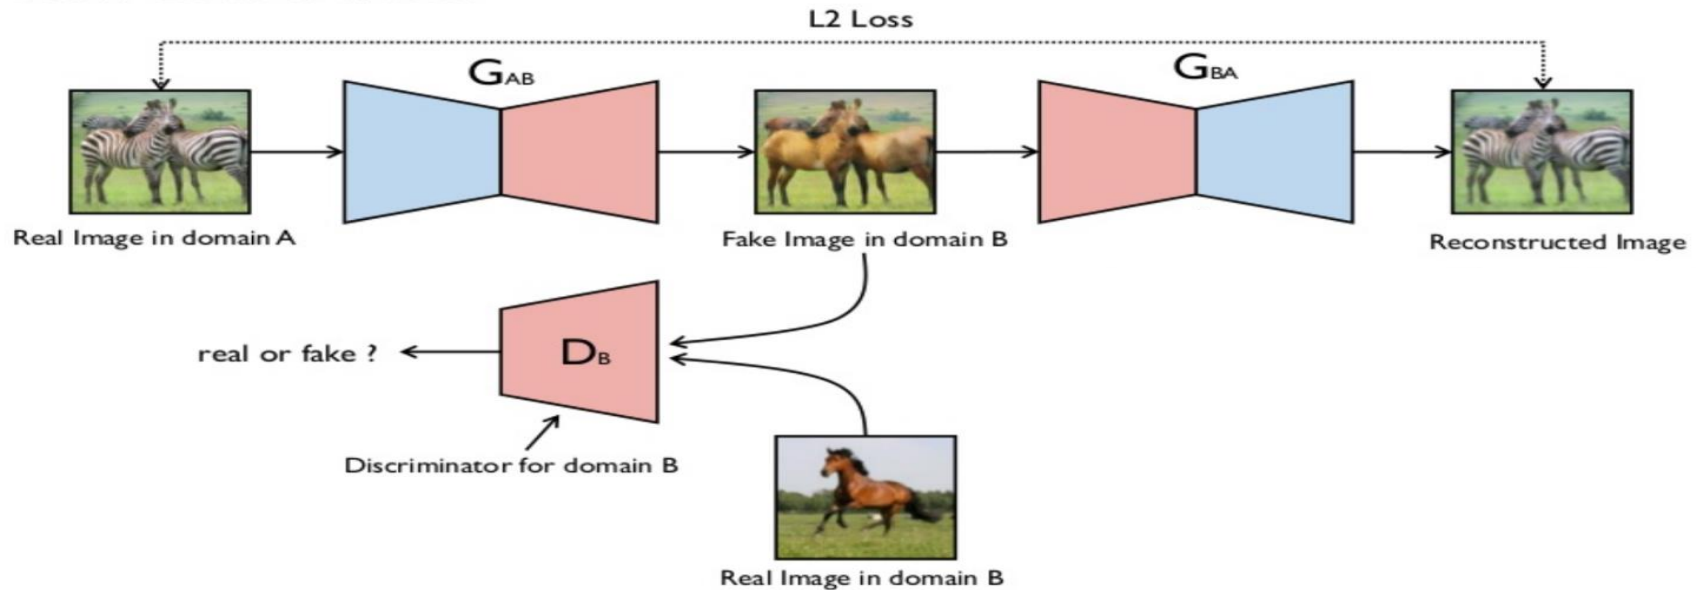 L2 Loss
GAB
GBA
Real Image in domain A
Fake Image in domain B
Reconstructed Image
real or fake ?
DB
Discriminator for domain B
Real Image in domain B